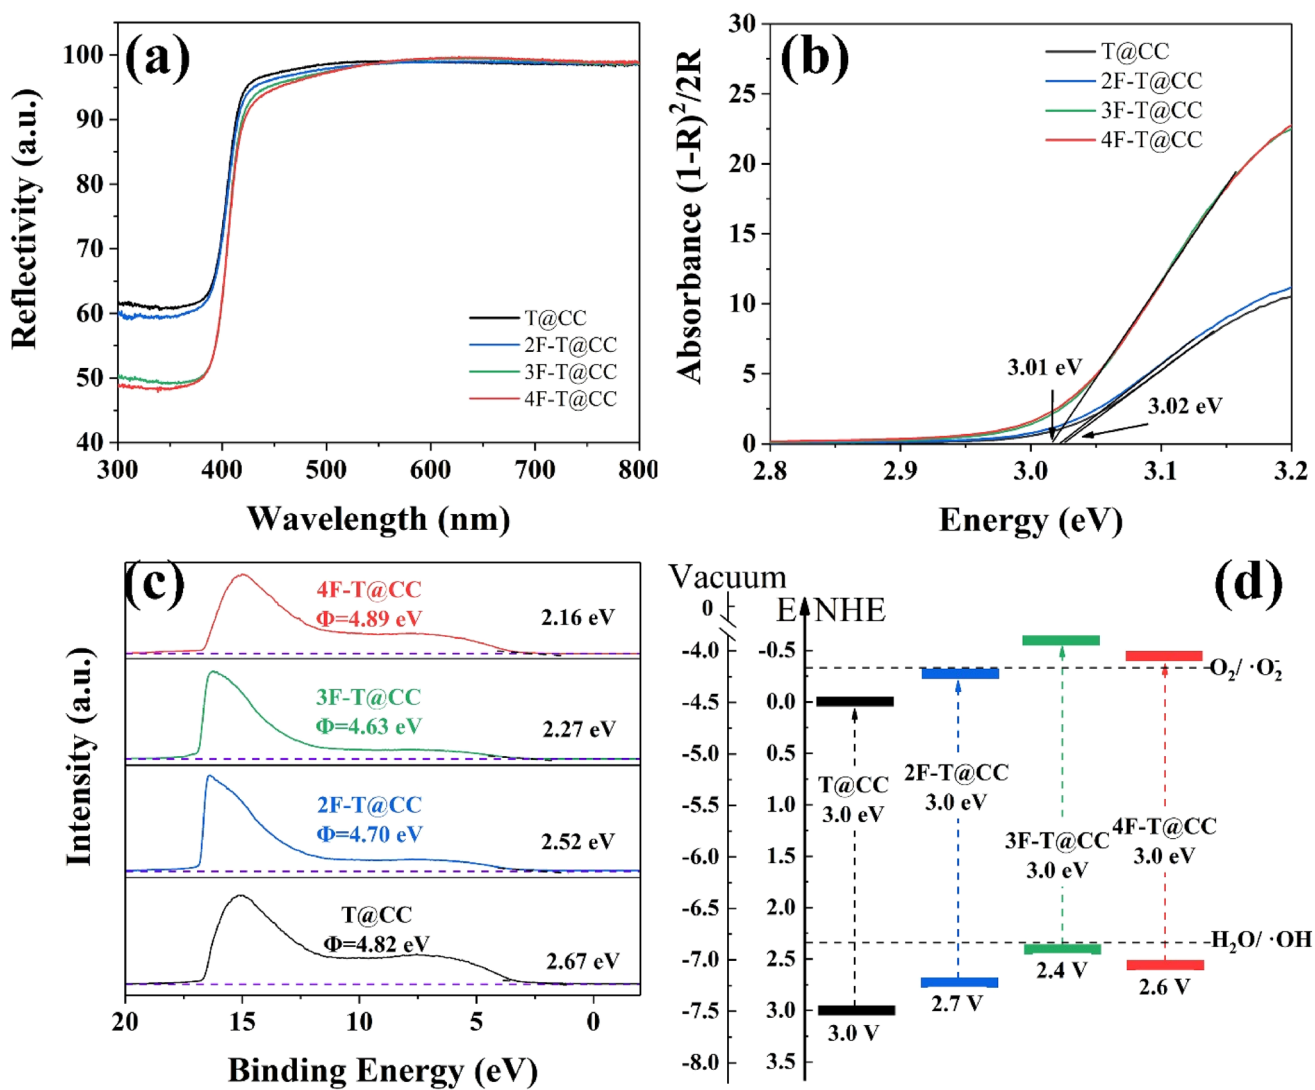 (a)
Reflectivity (a.u.)
100
90
80
70
60
50
40
T@CC
2F-T@CC
3F-T@CC
4F-T@CC
300 400 500 600 700 800
Wavelength (nm)
(b)
Absorbance (1-R)²/2R
30
25
20
15
10
5
0
T@CC
2F-T@CC
3F-T@CC
4F-T@CC
3.01 eV
3.02 eV
2.8 2.9 3.0 3.1 3.2
Energy (eV)
(c)
Intensity (a.u.)
4F-T@CC
Φ=4.89 eV
2.16 eV
3F-T@CC
Φ=4.63 eV
2.27 eV
2F-T@CC
Φ=4.70 eV
2.52 eV
T@CC
Φ=4.82 eV
2.67 eV
20 15 10 5 0
Binding Energy (eV)
(d)
Vacuum
E NHE
0
-4.0
-4.5
-5.0
-5.5
-6.0
-6.5
-7.0
-7.5
-8.0
-0.5
0.0
0.5
1.0
1.5
2.0
2.5
3.0
3.5
O₂/ ·O₂⁻
T@CC
3.0 eV
2F-T@CC
3.0 eV
3F-T@CC
3.0 eV
4F-T@CC
3.0 eV
H₂O/ ·OH
3.0 V
2.7 V
2.4 V
2.6 V